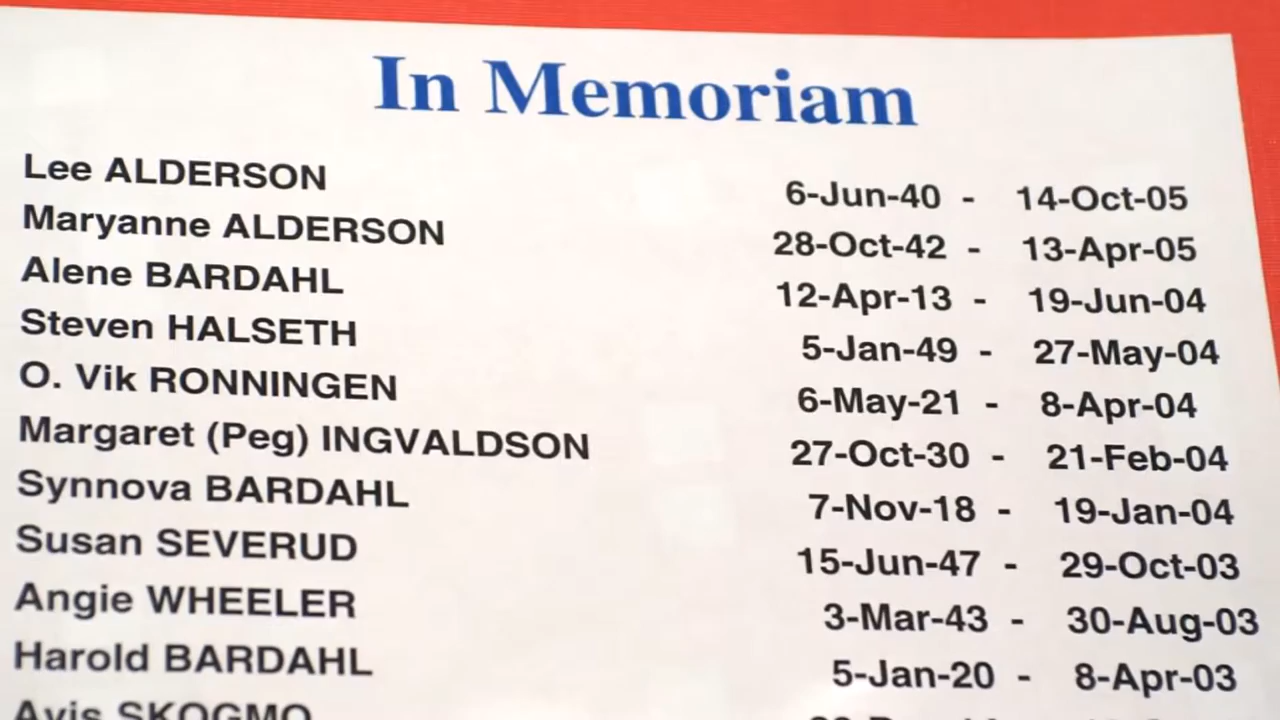 In Memoriam
Lee ALDERSON 6-Jun-40 - 14-Oct-05
Maryanne ALDERSON 28-Oct-42 - 13-Apr-05
Alene BARDAHL 12-Apr-13 - 19-Jun-04
Steven HALSETH 5-Jan-49 - 27-May-04
O. Vik RONNINGEN 6-May-21 - 8-Apr-04
Margaret (Peg) INGVALDSON 27-Oct-30 - 21-Feb-04
Synnova BARDAHL 7-Nov-18 - 19-Jan-04
Susan SEVERUD 15-Jun-47 - 29-Oct-03
Angie WHEELER 3-Mar-43 - 30-Aug-03
Harold BARDAHL 5-Jan-20 - 8-Apr-03
Avis SKOGMO